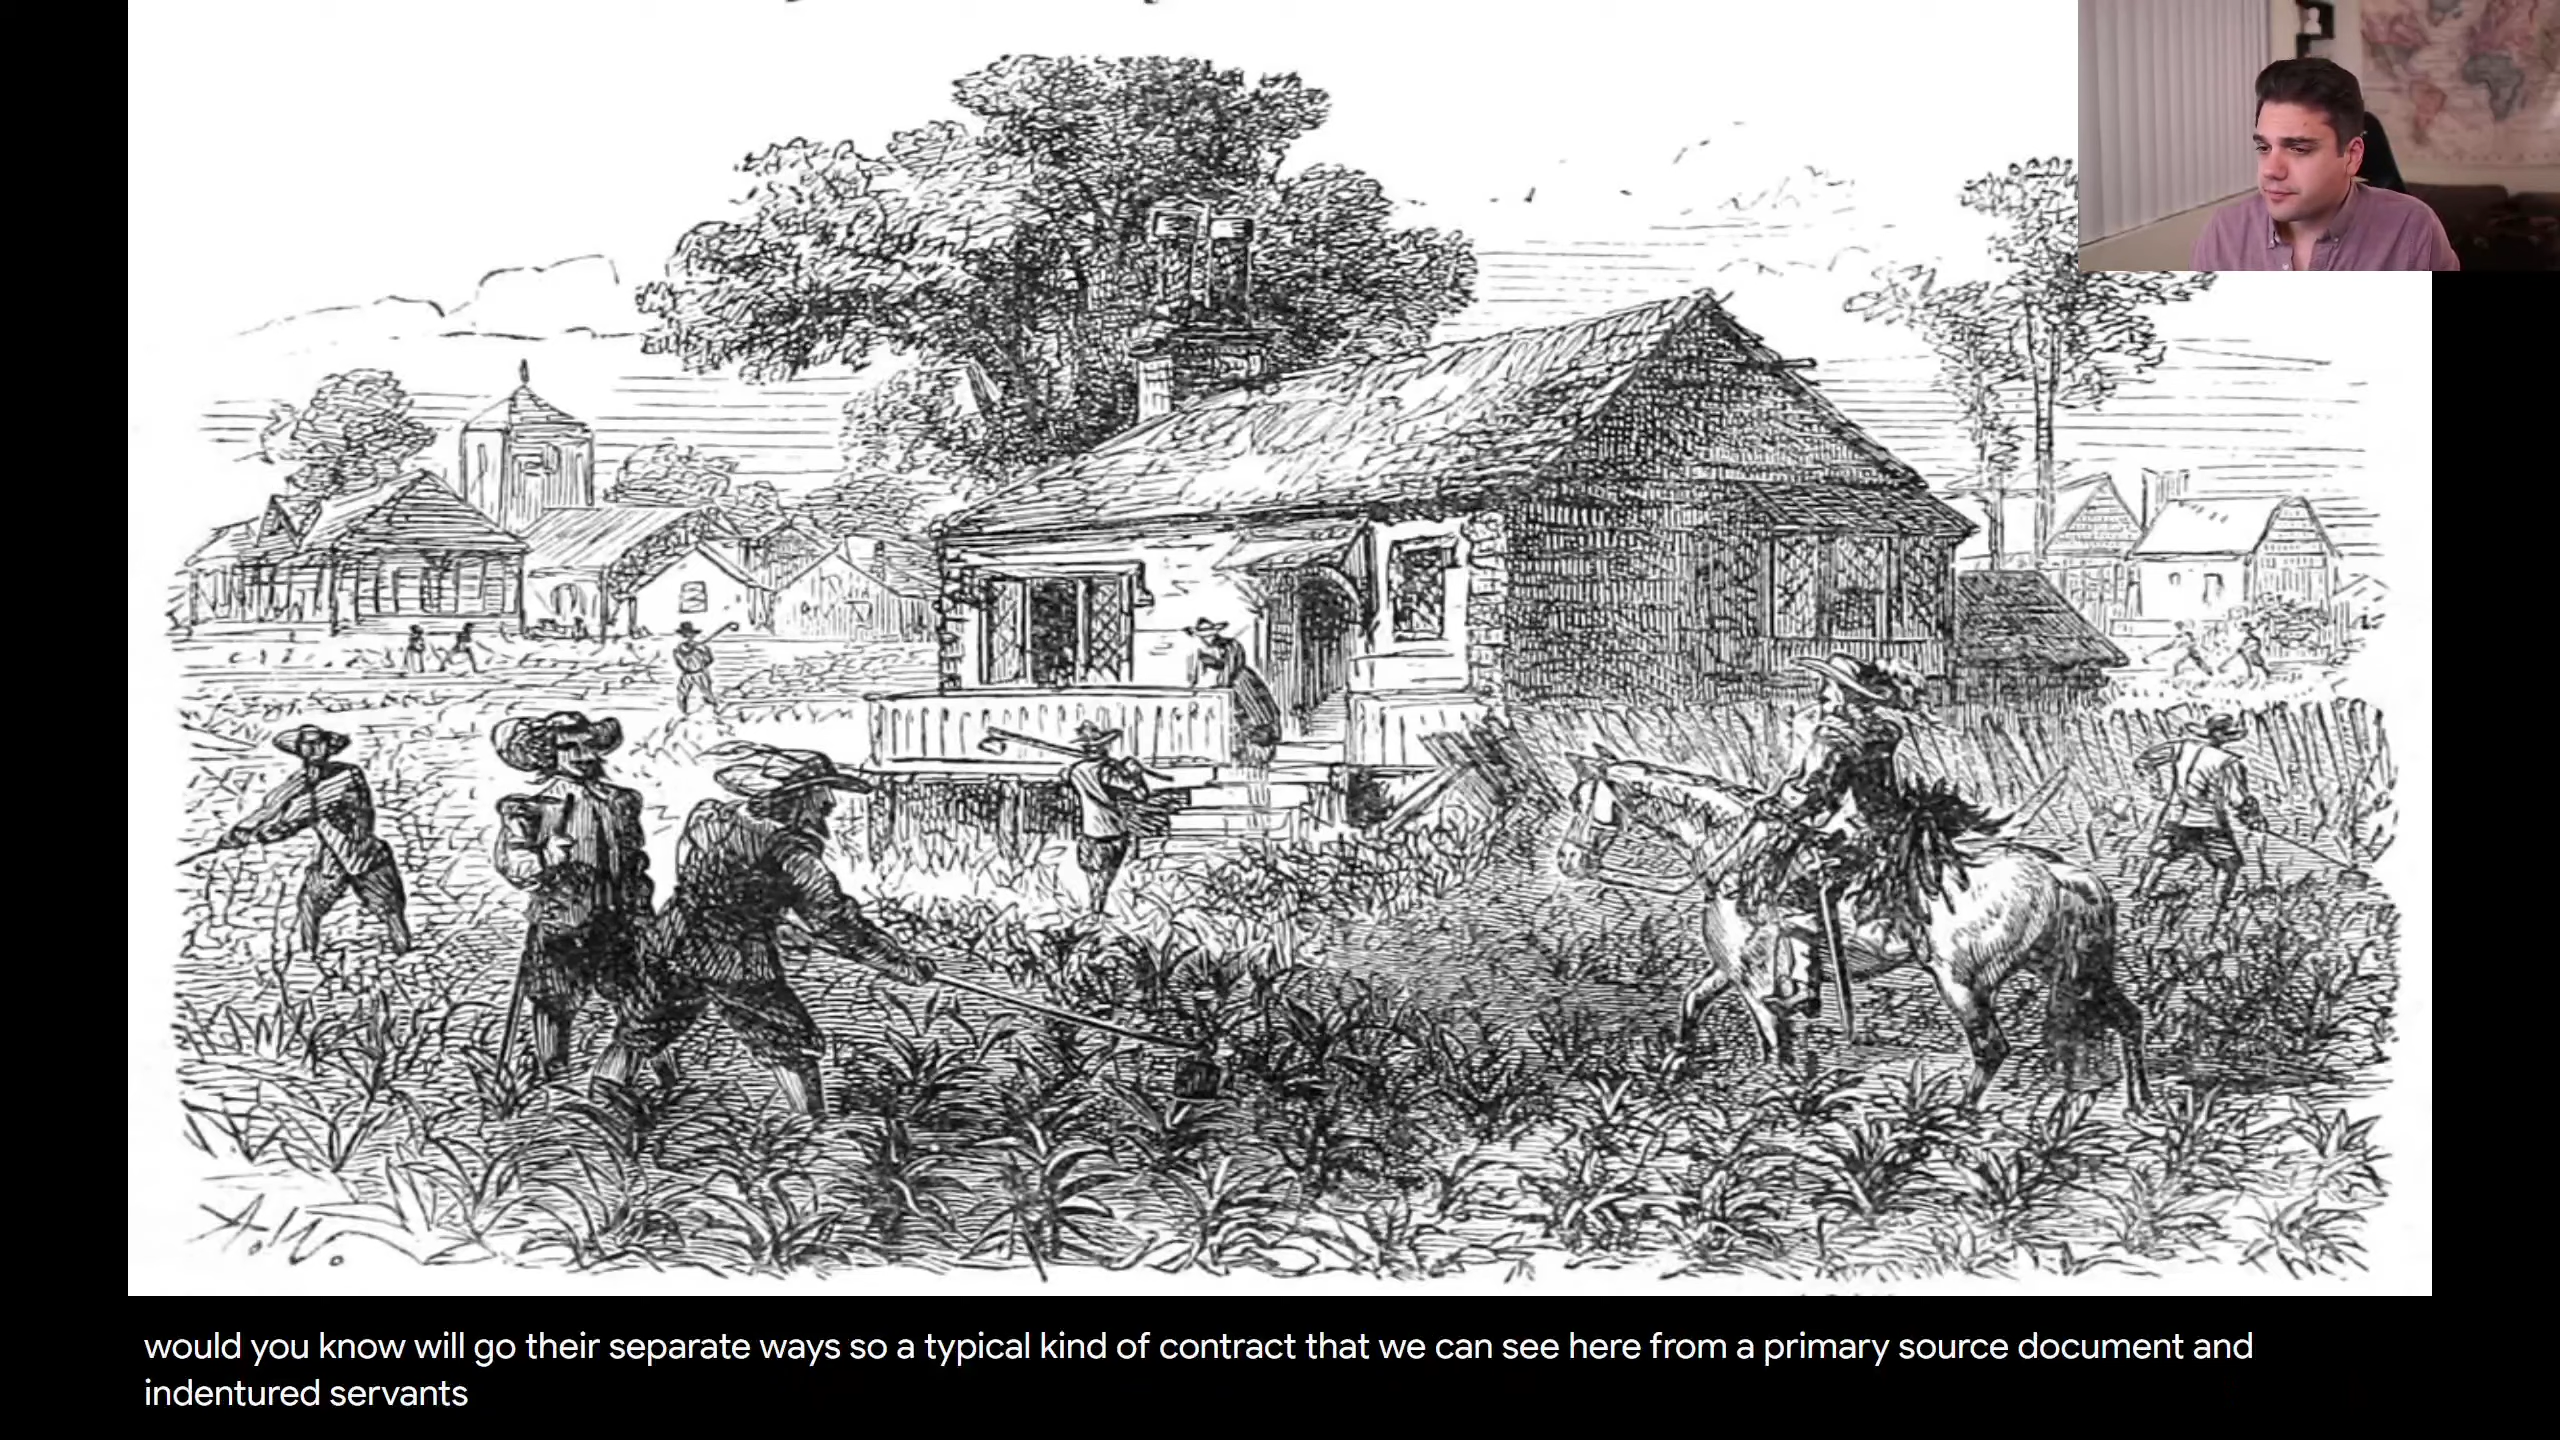 A.W.
would you know will go their separate ways so a typical kind of contract that we can see here from a primary source document and
indentured servants